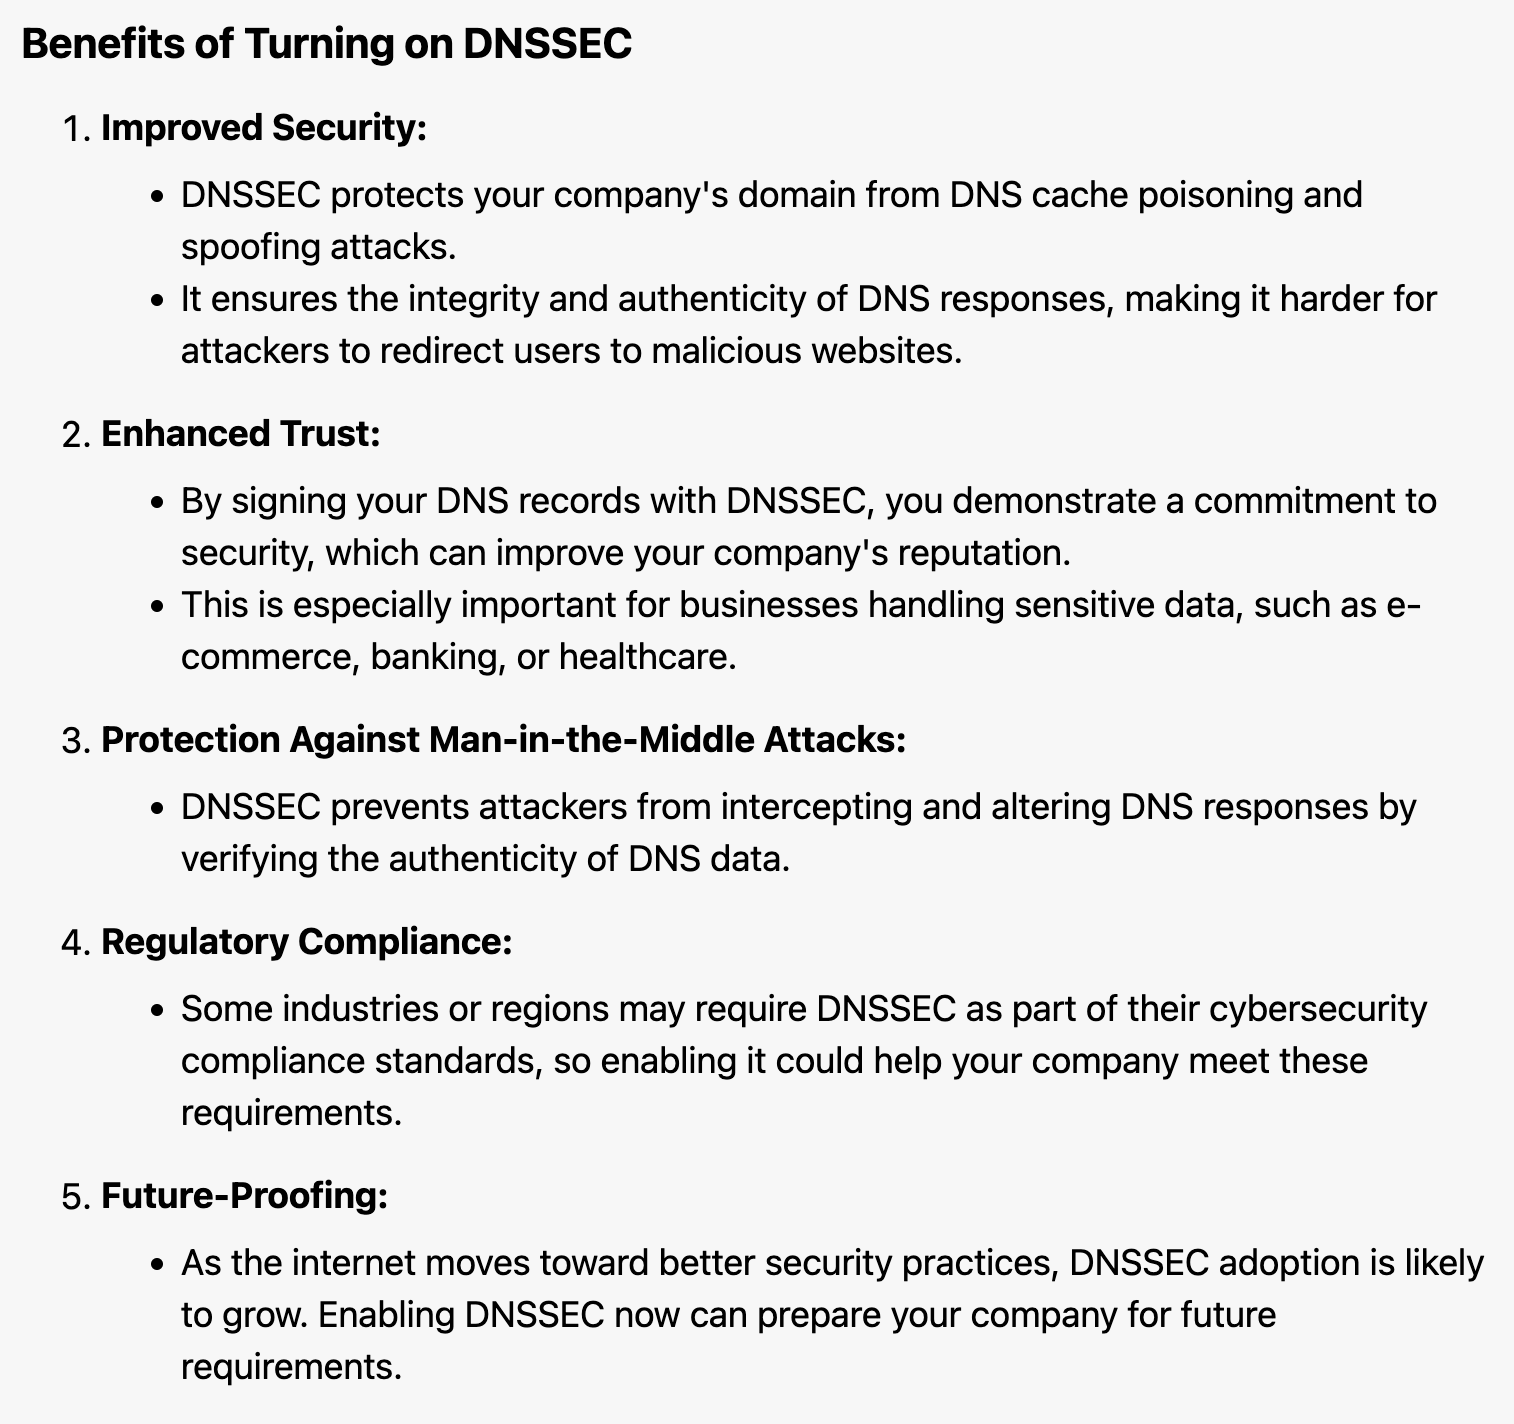 Benefits of Turning on DNSSEC
1. Improved Security:
• DNSSEC protects your company's domain from DNS cache poisoning and
spoofing attacks.
• It ensures the integrity and authenticity of DNS responses, making it harder for
attackers to redirect users to malicious websites.
2. Enhanced Trust:
• By signing your DNS records with DNSSEC, you demonstrate a commitment to
security, which can improve your company's reputation.
• This is especially important for businesses handling sensitive data, such as e-
commerce, banking, or healthcare.
3. Protection Against Man-in-the-Middle Attacks:
• DNSSEC prevents attackers from intercepting and altering DNS responses by
verifying the authenticity of DNS data.
4. Regulatory Compliance:
• Some industries or regions may require DNSSEC as part of their cybersecurity
compliance standards, so enabling it could help your company meet these
requirements.
5. Future-Proofing:
• As the internet moves toward better security practices, DNSSEC adoption is likely
to grow. Enabling DNSSEC now can prepare your company for future
requirements.